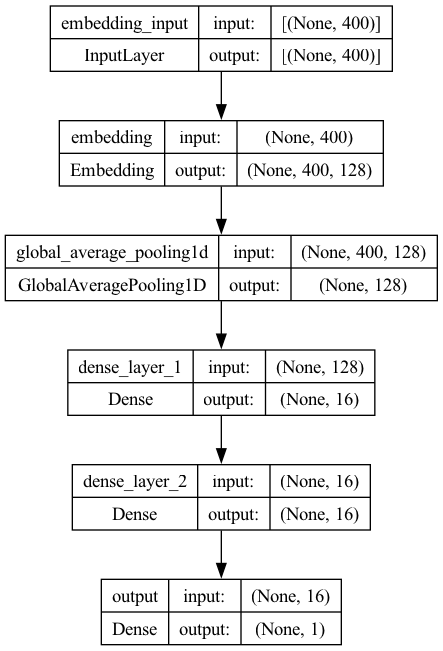 embedding_input input: [(None, 400)]
InputLayer output: [(None, 400)]
embedding input: (None, 400)
Embedding output: (None, 400, 128)
global_average_pooling1d input: (None, 400, 128)
GlobalAveragePooling1D output: (None, 128)
dense_layer_1 input: (None, 128)
Dense output: (None, 16)
dense_layer_2 input: (None, 16)
Dense output: (None, 16)
output input: (None, 16)
Dense output: (None, 1)